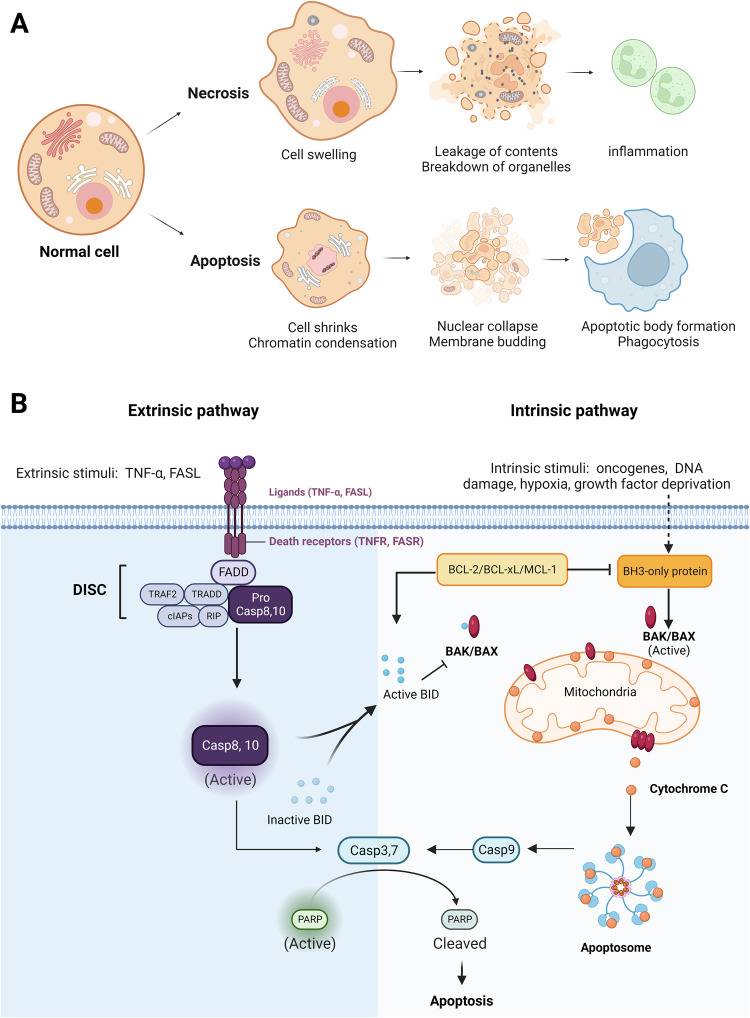 A
Necrosis
Cell swelling
Leakage of contents
Breakdown of organelles
inflammation
Normal cell
Apoptosis
Cell shrinks
Chromatin condensation
Nuclear collapse
Membrane budding
Apoptotic body formation
Phagocytosis
B
Extrinsic pathway
Intrinsic pathway
Extrinsic stimuli: TNF-α, FASL
Ligands (TNF-α, FASL)
Intrinsic stimuli: oncogenes, DNA
damage, hypoxia, growth factor deprivation
Death receptors (TNFR, FASR)
FADD
DISC
TRAF2
TRADD
Pro
Casp8,10
cIAPs
RIP
BCL-2/BCL-xL/MCL-1
BH3-only protein
BAK/BAX
BAK/BAX
(Active)
Active BID
Mitochondria
Casp8, 10
(Active)
Inactive BID
Cytochrome C
Casp3,7
Casp9
PARP
(Active)
PARP
Cleaved
Apoptosome
Apoptosis